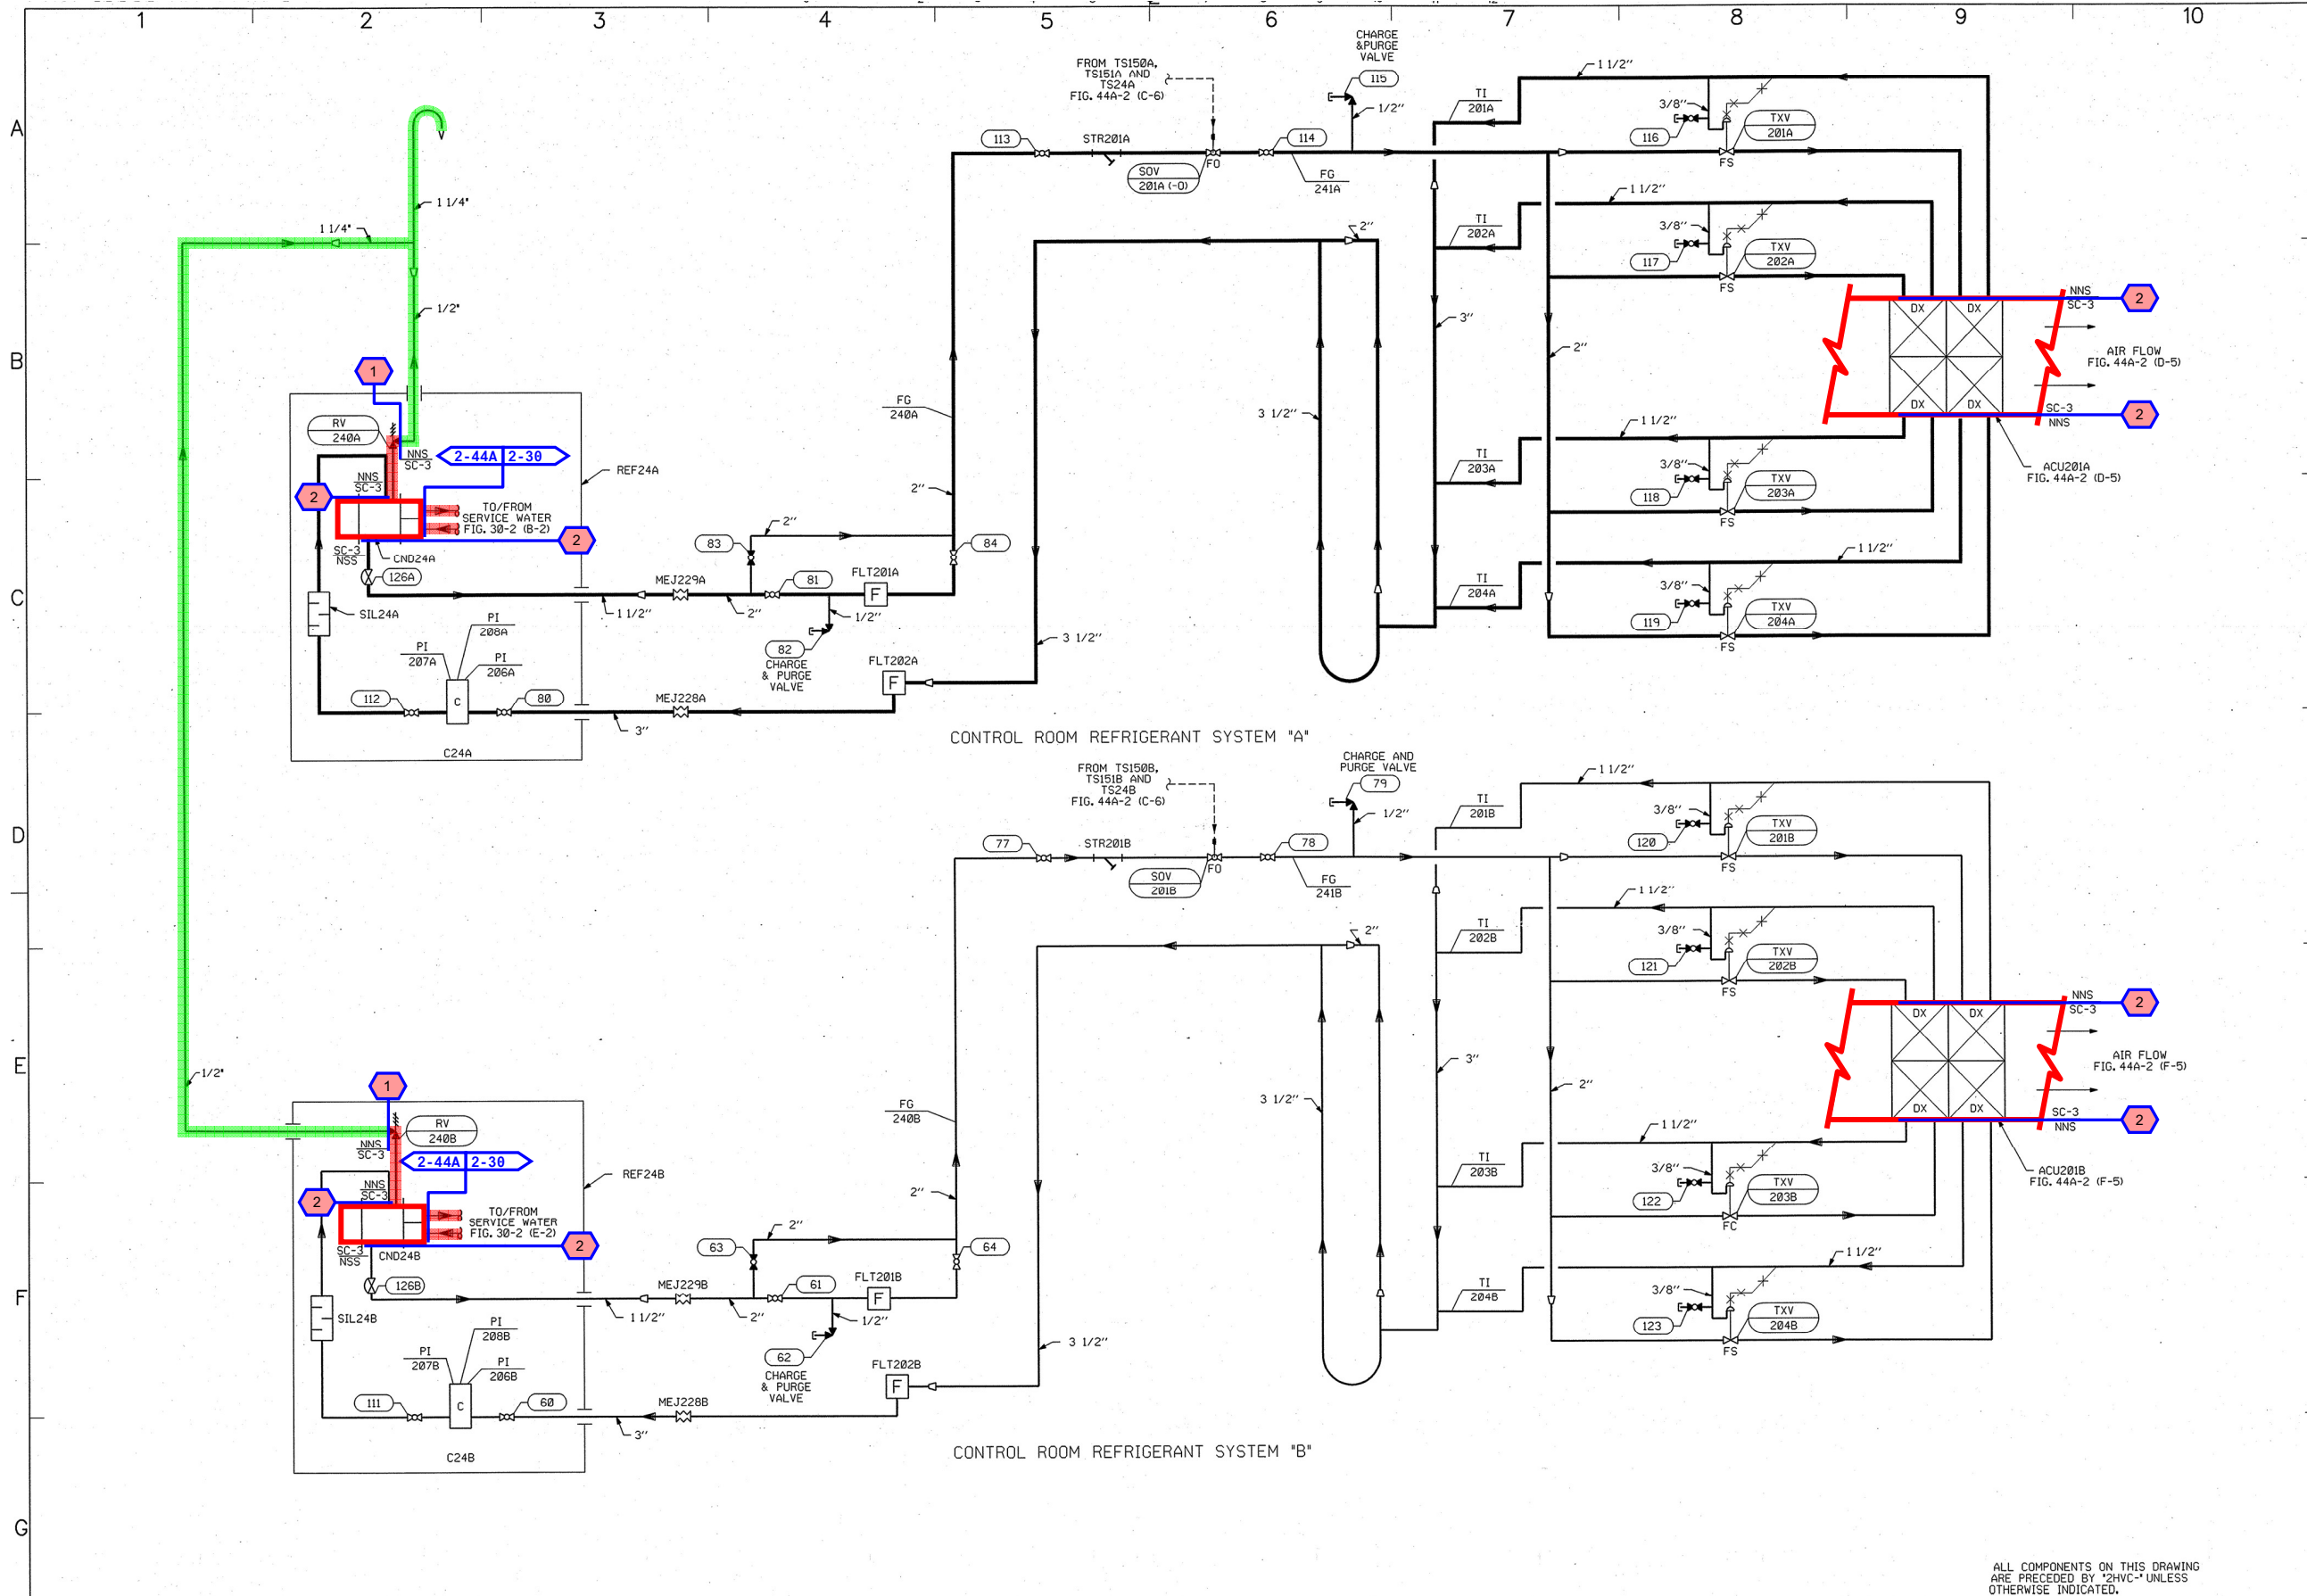 1 2 3 4 5 6 7 8 9 10
A
B
C
D
E
F
G
1 1/4"
1 1/4"
1/2"
1
RV
240A
NNS
SC-3
2-44A 2-30
REF24A
NNS
SC-3
2
TO/FROM
SERVICE WATER
FIG. 30-2 (B-2)
2
SC-3
NSS
CND24A
126A
SIL24A
PI
208A
PI
207A
PI
206A
112
C
80
C24A
1 1/2"
MEJ229A
2"
83
2"
81
1/2"
82
CHARGE
& PURGE
VALVE
FLT201A
F
84
2"
FG
240A
MEJ228A
3"
FLT202A
F
3 1/2"
113
STR201A
FROM TS150A,
TS151A AND
TS24A
FIG. 44A-2 (C-6)
SOV
201A (-O)
FO
114
FG
241A
CHARGE
&PURGE
VALVE
115
1/2"
2"
3 1/2"
3"
2"
TI
201A
TI
202A
TI
203A
TI
204A
1 1/2"
3/8"
116
TXV
201A
FS
1 1/2"
3/8"
117
TXV
202A
FS
1 1/2"
3/8"
118
TXV
203A
FS
1 1/2"
3/8"
119
TXV
204A
FS
DX DX
DX DX
NNS
SC-3
2
AIR FLOW
FIG. 44A-2 (D-5)
SC-3
NNS
2
ACU201A
FIG. 44A-2 (D-5)
CONTROL ROOM REFRIGERANT SYSTEM "A"
1/2"
1
RV
240B
NNS
SC-3
2-44A 2-30
REF24B
NNS
SC-3
2
TO/FROM
SERVICE WATER
FIG. 30-2 (E-2)
2
SC-3
NSS
CND24B
126B
SIL24B
PI
208B
PI
207B
PI
206B
111
C
60
C24B
1 1/2"
MEJ229B
2"
63
2"
61
1/2"
62
CHARGE
& PURGE
VALVE
FLT201B
F
64
2"
FG
240B
MEJ228B
3"
FLT202B
F
3 1/2"
77
STR201B
FROM TS150B,
TS151B AND
TS24B
FIG. 44A-2 (C-6)
SOV
201B
FO
78
FG
241B
CHARGE AND
PURGE VALVE
79
1/2"
2"
3 1/2"
3"
2"
TI
201B
TI
202B
TI
203B
TI
204B
1 1/2"
3/8"
120
TXV
201B
FS
1 1/2"
3/8"
121
TXV
202B
FS
1 1/2"
3/8"
122
TXV
203B
FC
1 1/2"
3/8"
123
TXV
204B
FS
DX DX
DX DX
NNS
SC-3
2
AIR FLOW
FIG. 44A-2 (F-5)
SC-3
NNS
2
ACU201B
FIG. 44A-2 (F-5)
CONTROL ROOM REFRIGERANT SYSTEM "B"
ALL COMPONENTS ON THIS DRAWING
ARE PRECEDED BY "2HVC-" UNLESS
OTHERWISE INDICATED.